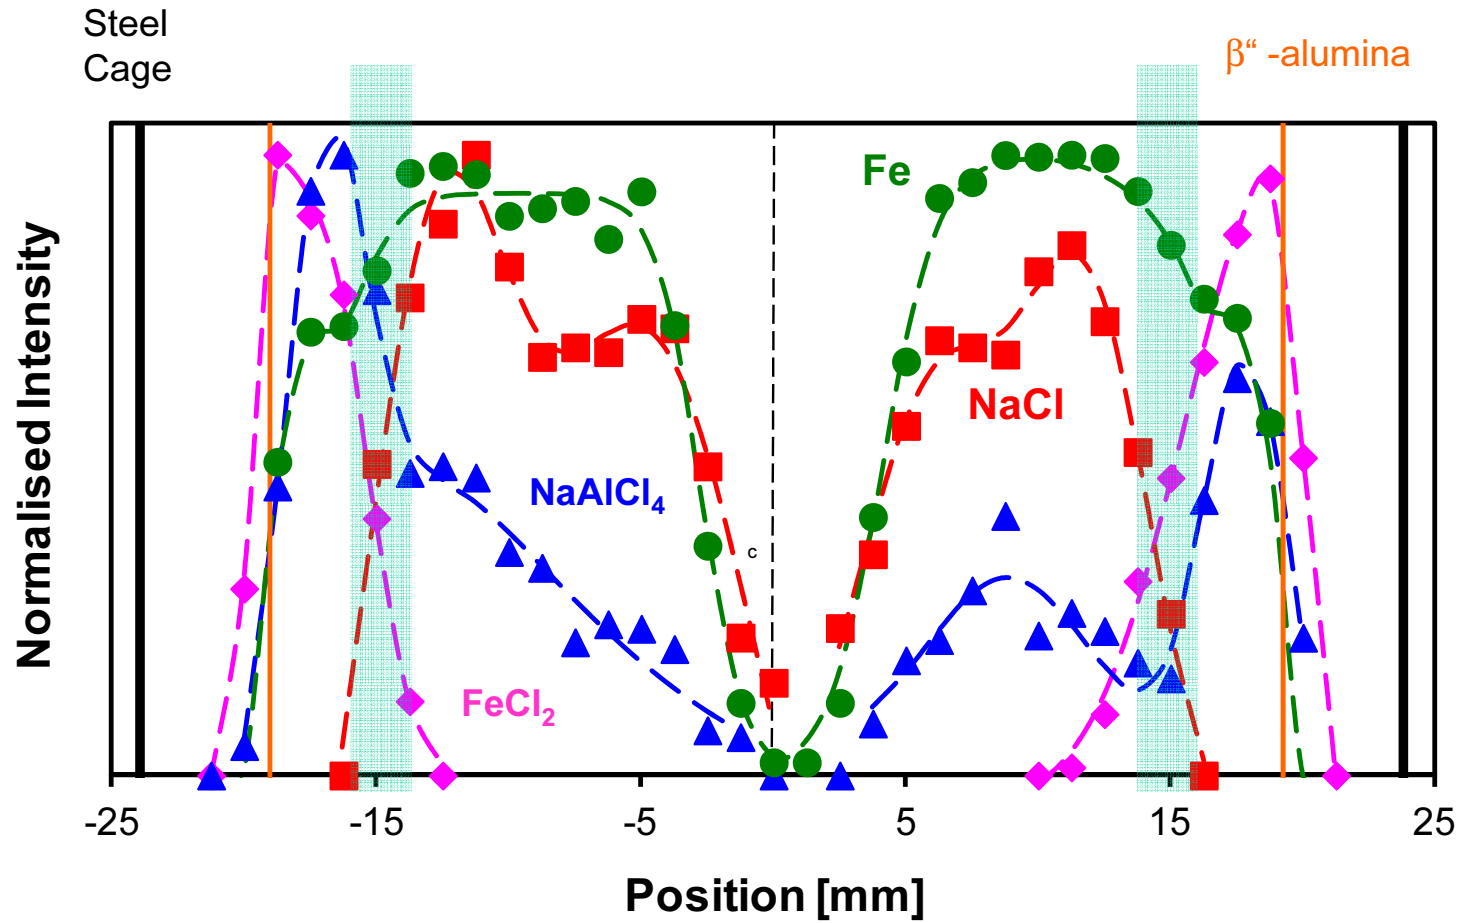 Steel
Cage
β“ -alumina
Fe
NaCl
NaAlCl₄
c
FeCl₂
Normalised Intensity
-25
-15
-5
5
15
25
Position [mm]